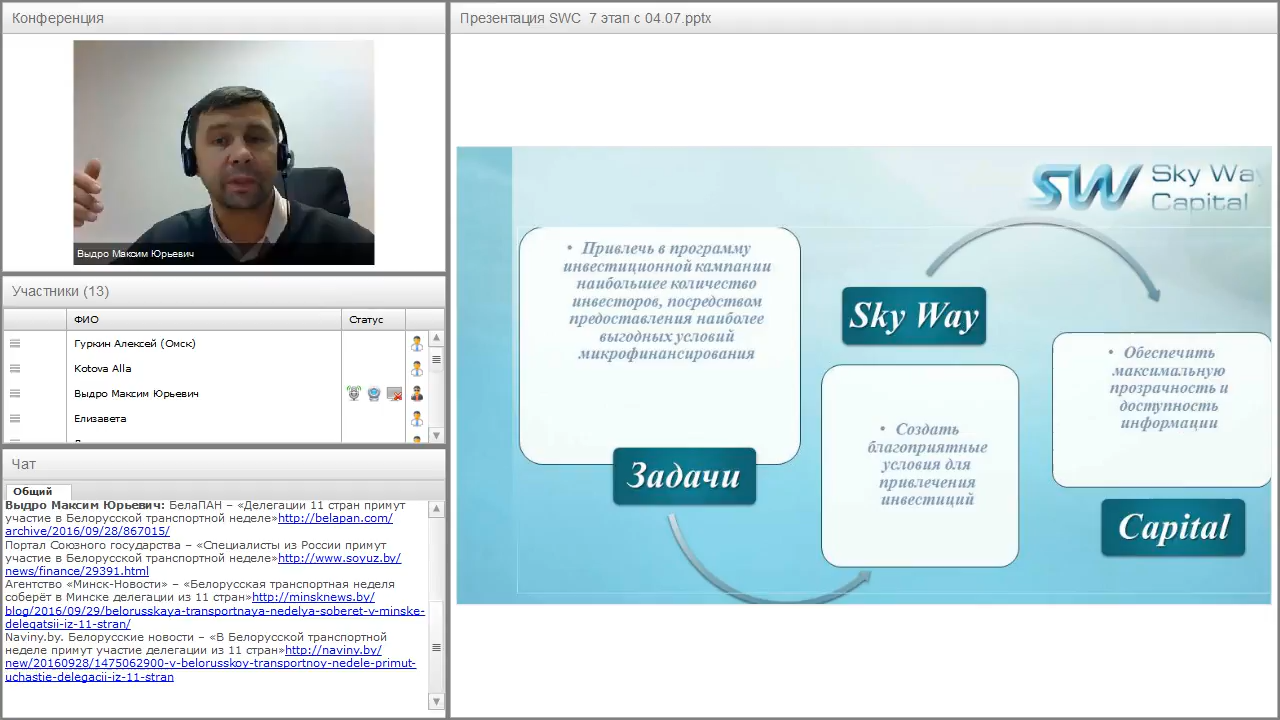 Конференция
Выдро Максим Юрьевич
Участники (13)
ФИО
Статус
Гуркин Алексей (Омск)
Kotova Alla
Выдро Максим Юрьевич
Елизавета
Чат
Общий
Выдро Максим Юрьевич: БелаПАН – «Делегации 11 стран примут
участие в Белорусской транспортной неделе»http://belapan.com/
archive/2016/09/28/867015/
Портал Союзного государства – «Специалисты из России примут
участие в Белорусской транспортной неделе»http://www.soyuz.by/
news/finance/29391.html
Агентство «Минск-Новости» – «Белорусская транспортная неделя
соберёт в Минске делегации из 11 стран»http://minsknews.by/
blog/2016/09/29/belorusskaya-transportnaya-nedelya-soberet-v-minske-
delegatsii-iz-11-stran/
Naviny.by. Белорусские новости – «В Белорусской транспортной
неделе примут участие делегации из 11 стран»http://naviny.by/
new/20160928/1475062900-v-belorusskoy-transportnoy-nedele-primut-
uchastie-delegacii-iz-11-stran
Презентация SWC 7 этап с 04.07.pptx
SW Sky Way
Capital
• Привлечь в программу
инвестиционной кампании
наибольшее количество
инвесторов, посредством
предоставления наиболее
выгодных условий
микрофинансирования
Задачи
Sky Way
• Создать
благоприятные
условия для
привлечения
инвестиций
• Обеспечить
максимальную
прозрачность и
доступность
информации
Capital